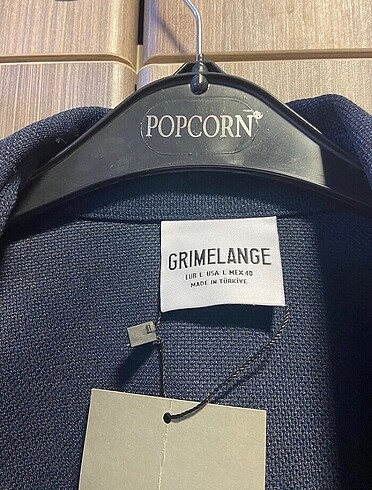 POPCORN®
GRIMELANGE
EUR L USA L MEX 40
MADE IN TÜRKİYE